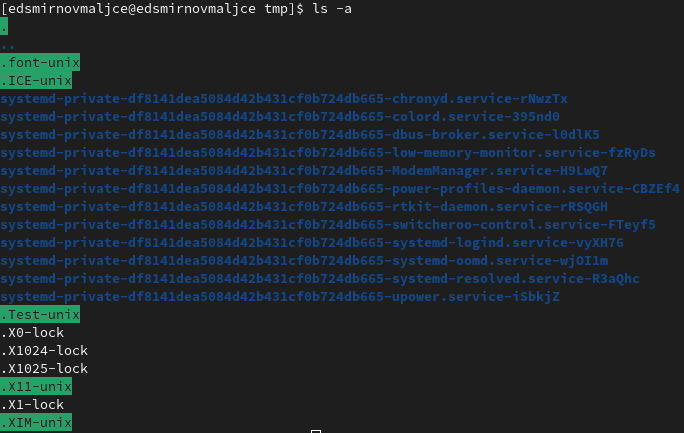 [edsmirnovmaljce@edsmirnovmaljce tmp]$ ls -a
.
..
.font-unix
.ICE-unix
systemd-private-df8141dea5084d42b431cf0b724db665-chronyd.service-rNwzTx
systemd-private-df8141dea5084d42b431cf0b724db665-colord.service-395nd0
systemd-private-df8141dea5084d42b431cf0b724db665-dbus-broker.service-l0dlK5
systemd-private-df8141dea5084d42b431cf0b724db665-low-memory-monitor.service-fzRyDs
systemd-private-df8141dea5084d42b431cf0b724db665-ModemManager.service-H9LwQ7
systemd-private-df8141dea5084d42b431cf0b724db665-power-profiles-daemon.service-CBZEf4
systemd-private-df8141dea5084d42b431cf0b724db665-rtkit-daemon.service-rRSQGH
systemd-private-df8141dea5084d42b431cf0b724db665-switcheroo-control.service-FTeyf5
systemd-private-df8141dea5084d42b431cf0b724db665-systemd-logind.service-vyXH76
systemd-private-df8141dea5084d42b431cf0b724db665-systemd-oomd.service-wjOI1m
systemd-private-df8141dea5084d42b431cf0b724db665-systemd-resolved.service-R3aQhc
systemd-private-df8141dea5084d42b431cf0b724db665-upower.service-iSbkjZ
.Test-unix
.X0-lock
.X1024-lock
.X1025-lock
.X11-unix
.X1-lock
.XIM-unix